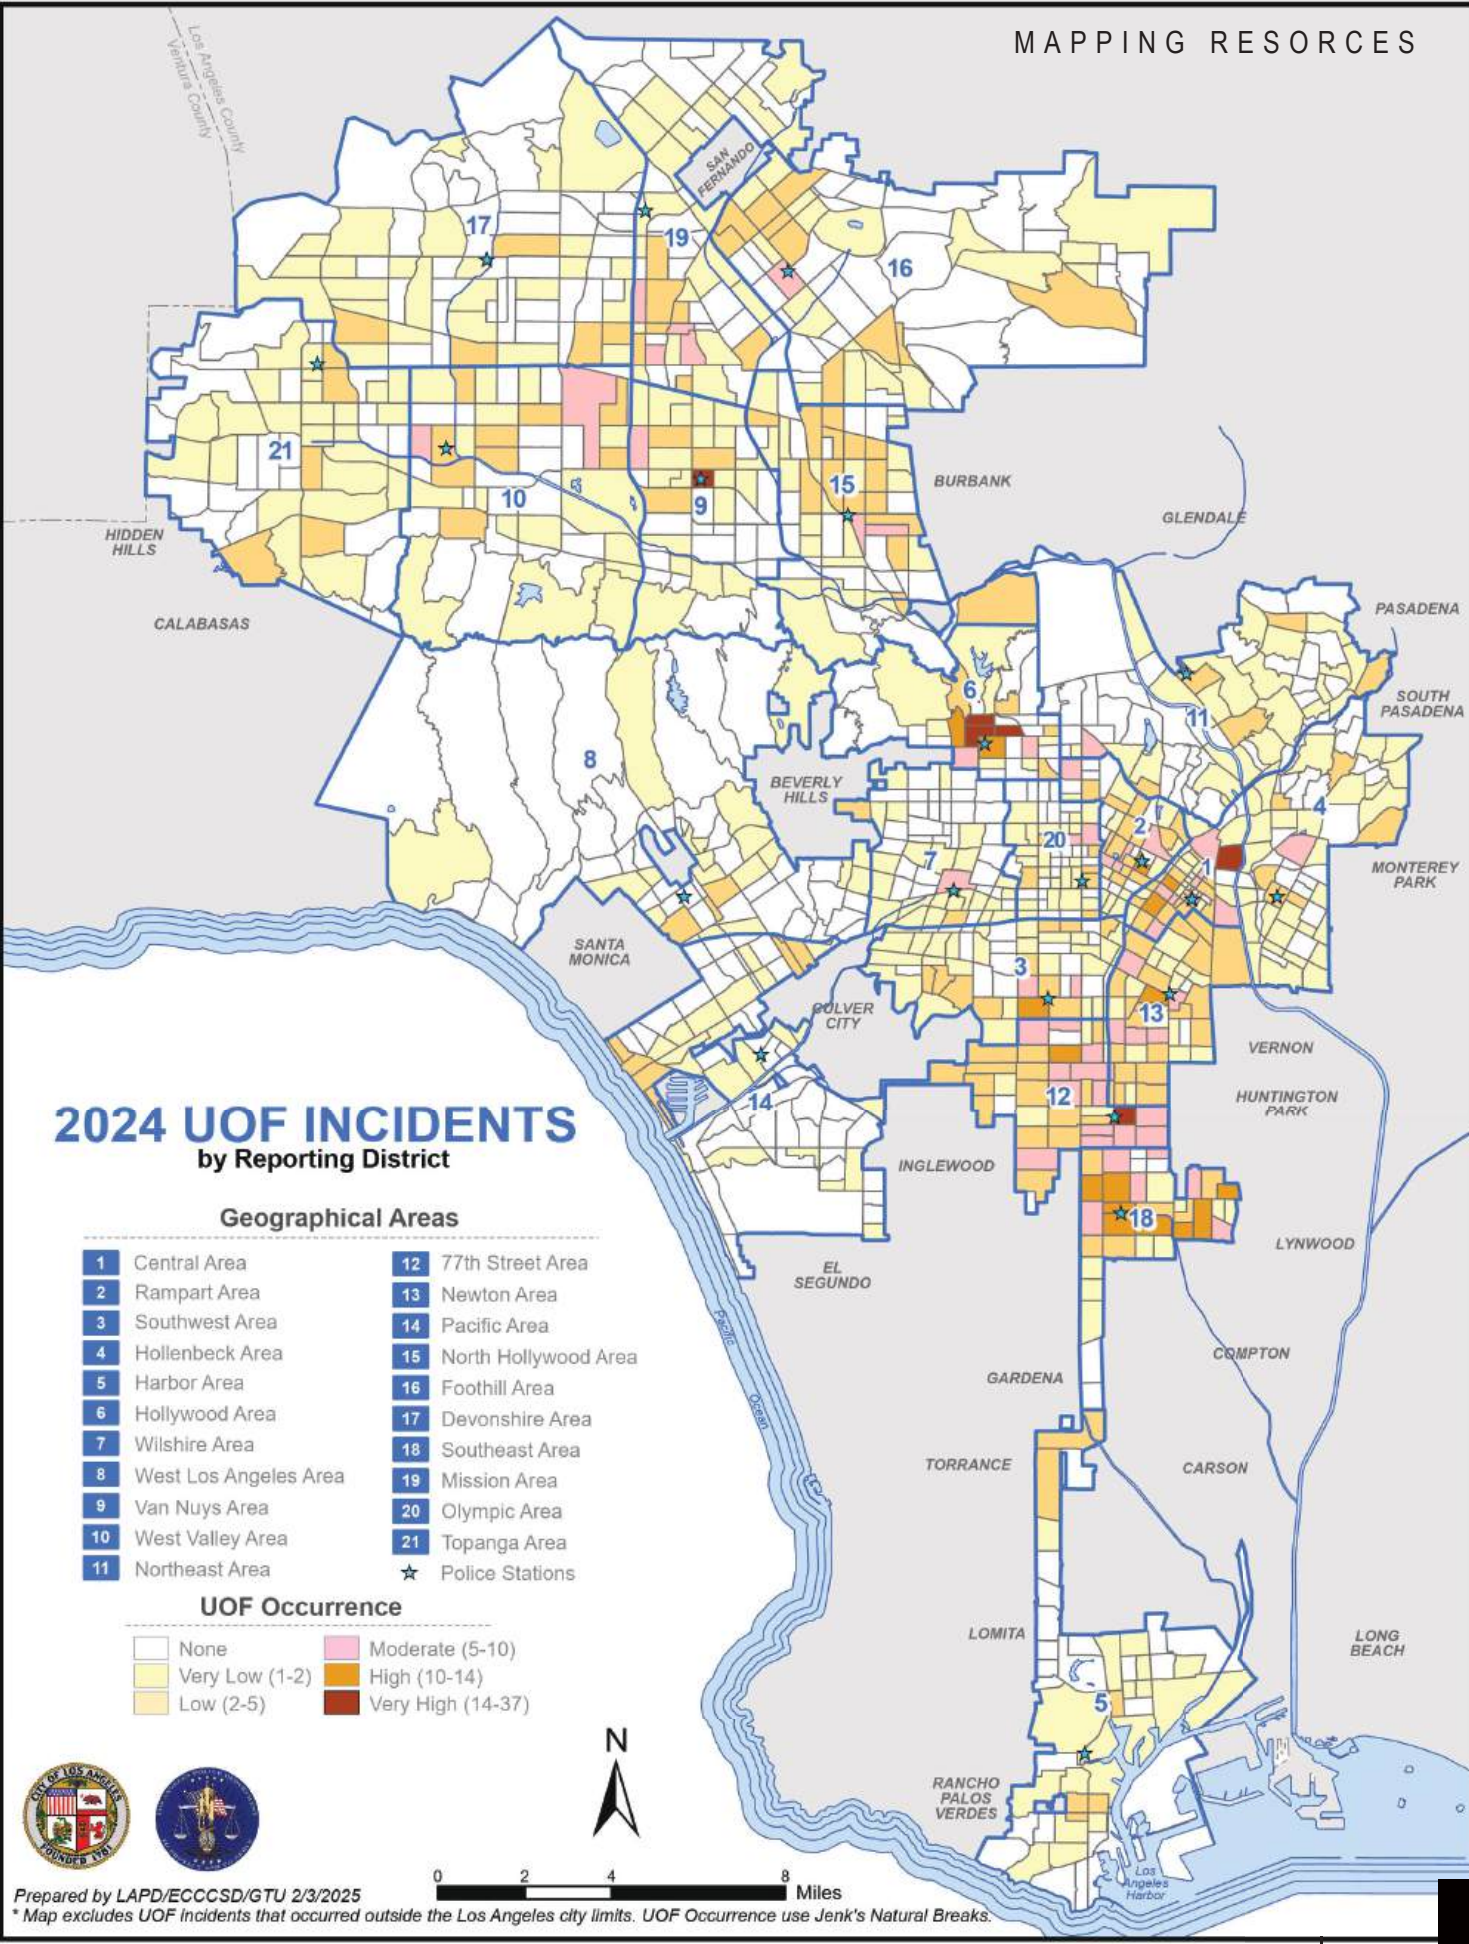 MAPPING RESORCES
Los Angeles County
Ventura County
SAN
FERNANDO
17
19
16
21
10
9
15
BURBANK
GLENDALE
HIDDEN
HILLS
CALABASAS
PASADENA
6
SOUTH
PASADENA
11
8
BEVERLY
HILLS
4
2
20
7
1
MONTEREY
PARK
SANTA
MONICA
3
CULVER
CITY
13
VERNON
12
HUNTINGTON
PARK
14
INGLEWOOD
18
LYNWOOD
EL
SEGUNDO
Pacific
Ocean
COMPTON
GARDENA
TORRANCE
CARSON
LOMITA
LONG
BEACH
5
RANCHO
PALOS
VERDES
Los
Angeles
Harbor
2024 UOF INCIDENTS
by Reporting District
Geographical Areas
1 Central Area
2 Rampart Area
3 Southwest Area
4 Hollenbeck Area
5 Harbor Area
6 Hollywood Area
7 Wilshire Area
8 West Los Angeles Area
9 Van Nuys Area
10 West Valley Area
11 Northeast Area
12 77th Street Area
13 Newton Area
14 Pacific Area
15 North Hollywood Area
16 Foothill Area
17 Devonshire Area
18 Southeast Area
19 Mission Area
20 Olympic Area
21 Topanga Area
Police Stations
UOF Occurrence
None
Very Low (1-2)
Low (2-5)
Moderate (5-10)
High (10-14)
Very High (14-37)
N
CITY OF LOS ANGELES
FOUNDED 1781
0 2 4 8
Miles
Prepared by LAPD/ECCCSD/GTU 2/3/2025
* Map excludes UOF incidents that occurred outside the Los Angeles city limits. UOF Occurrence use Jenk's Natural Breaks.